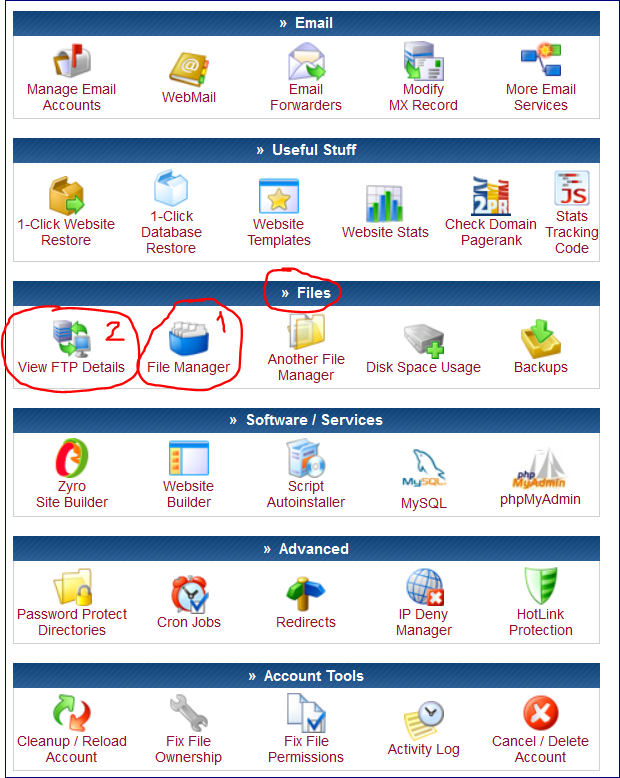 » Email
Manage Email
Accounts
WebMail
Email
Forwarders
Modify
MX Record
More Email
Services
» Useful Stuff
1-Click Website
Restore
1-Click
Database
Restore
Website
Templates
Website Stats
2PR
Check Domain
Pagerank
JS
Stats
Tracking
Code
» Files
2
View FTP Details
1
File Manager
Another File
Manager
Disk Space Usage
Backups
» Software / Services
Zyro
Site Builder
Website
Builder
Script
Autoinstaller
MySQL
MySQL
php
MyAdmin
phpMyAdmin
» Advanced
Password Protect
Directories
Cron Jobs
Redirects
IP Deny
Manager
HotLink
Protection
» Account Tools
Cleanup / Reload
Account
Fix File
Ownership
Fix File
Permissions
Activity Log
Cancel / Delete
Account